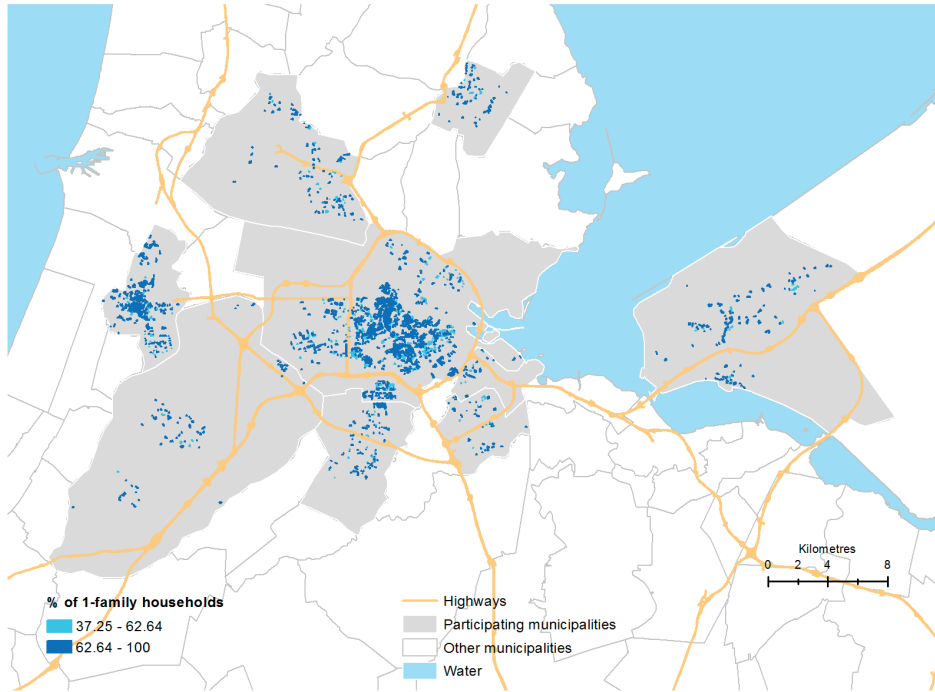 Kilometres
0 2 4 8
% of 1-family households
37.25 - 62.64
62.64 - 100
Highways
Participating municipalities
Other municipalities
Water